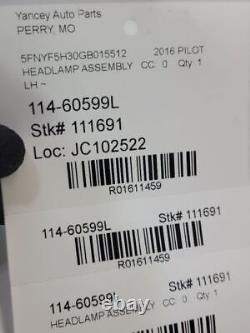 Yancey Auto Parts
PERRY, MO
5FNYF5H30GB015512 2016 PILOT
HEADLAMP ASSEMBLY CC 0 Qty 1
LH ~
114-60599L
Stk# 111691
Loc: JC102522
R01611459
114-60599L Stk# 111691
R01611459
114-60599L Stk# 111691
HEADLAMP ASSEMBLY CC 0 Qty 1